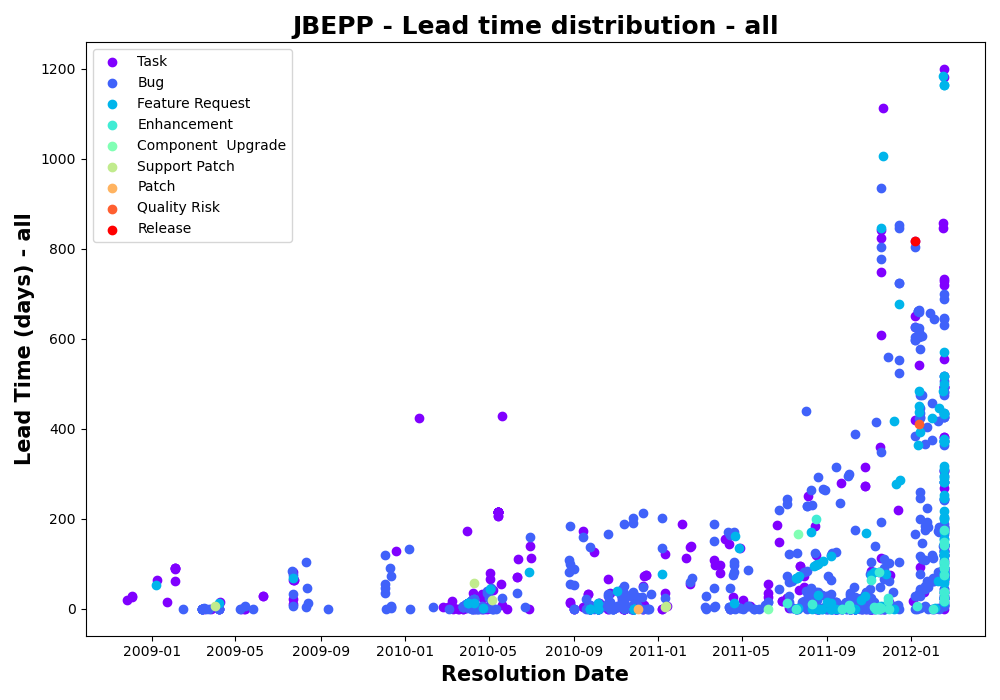 JBEPP - Lead time distribution - all
Lead Time (days) - all
1200
1000
800
600
400
200
0
Task
Bug
Feature Request
Enhancement
Component  Upgrade
Support Patch
Patch
Quality Risk
Release
2009-01
2009-05
2009-09
2010-01
2010-05
2010-09
2011-01
2011-05
2011-09
2012-01
Resolution Date